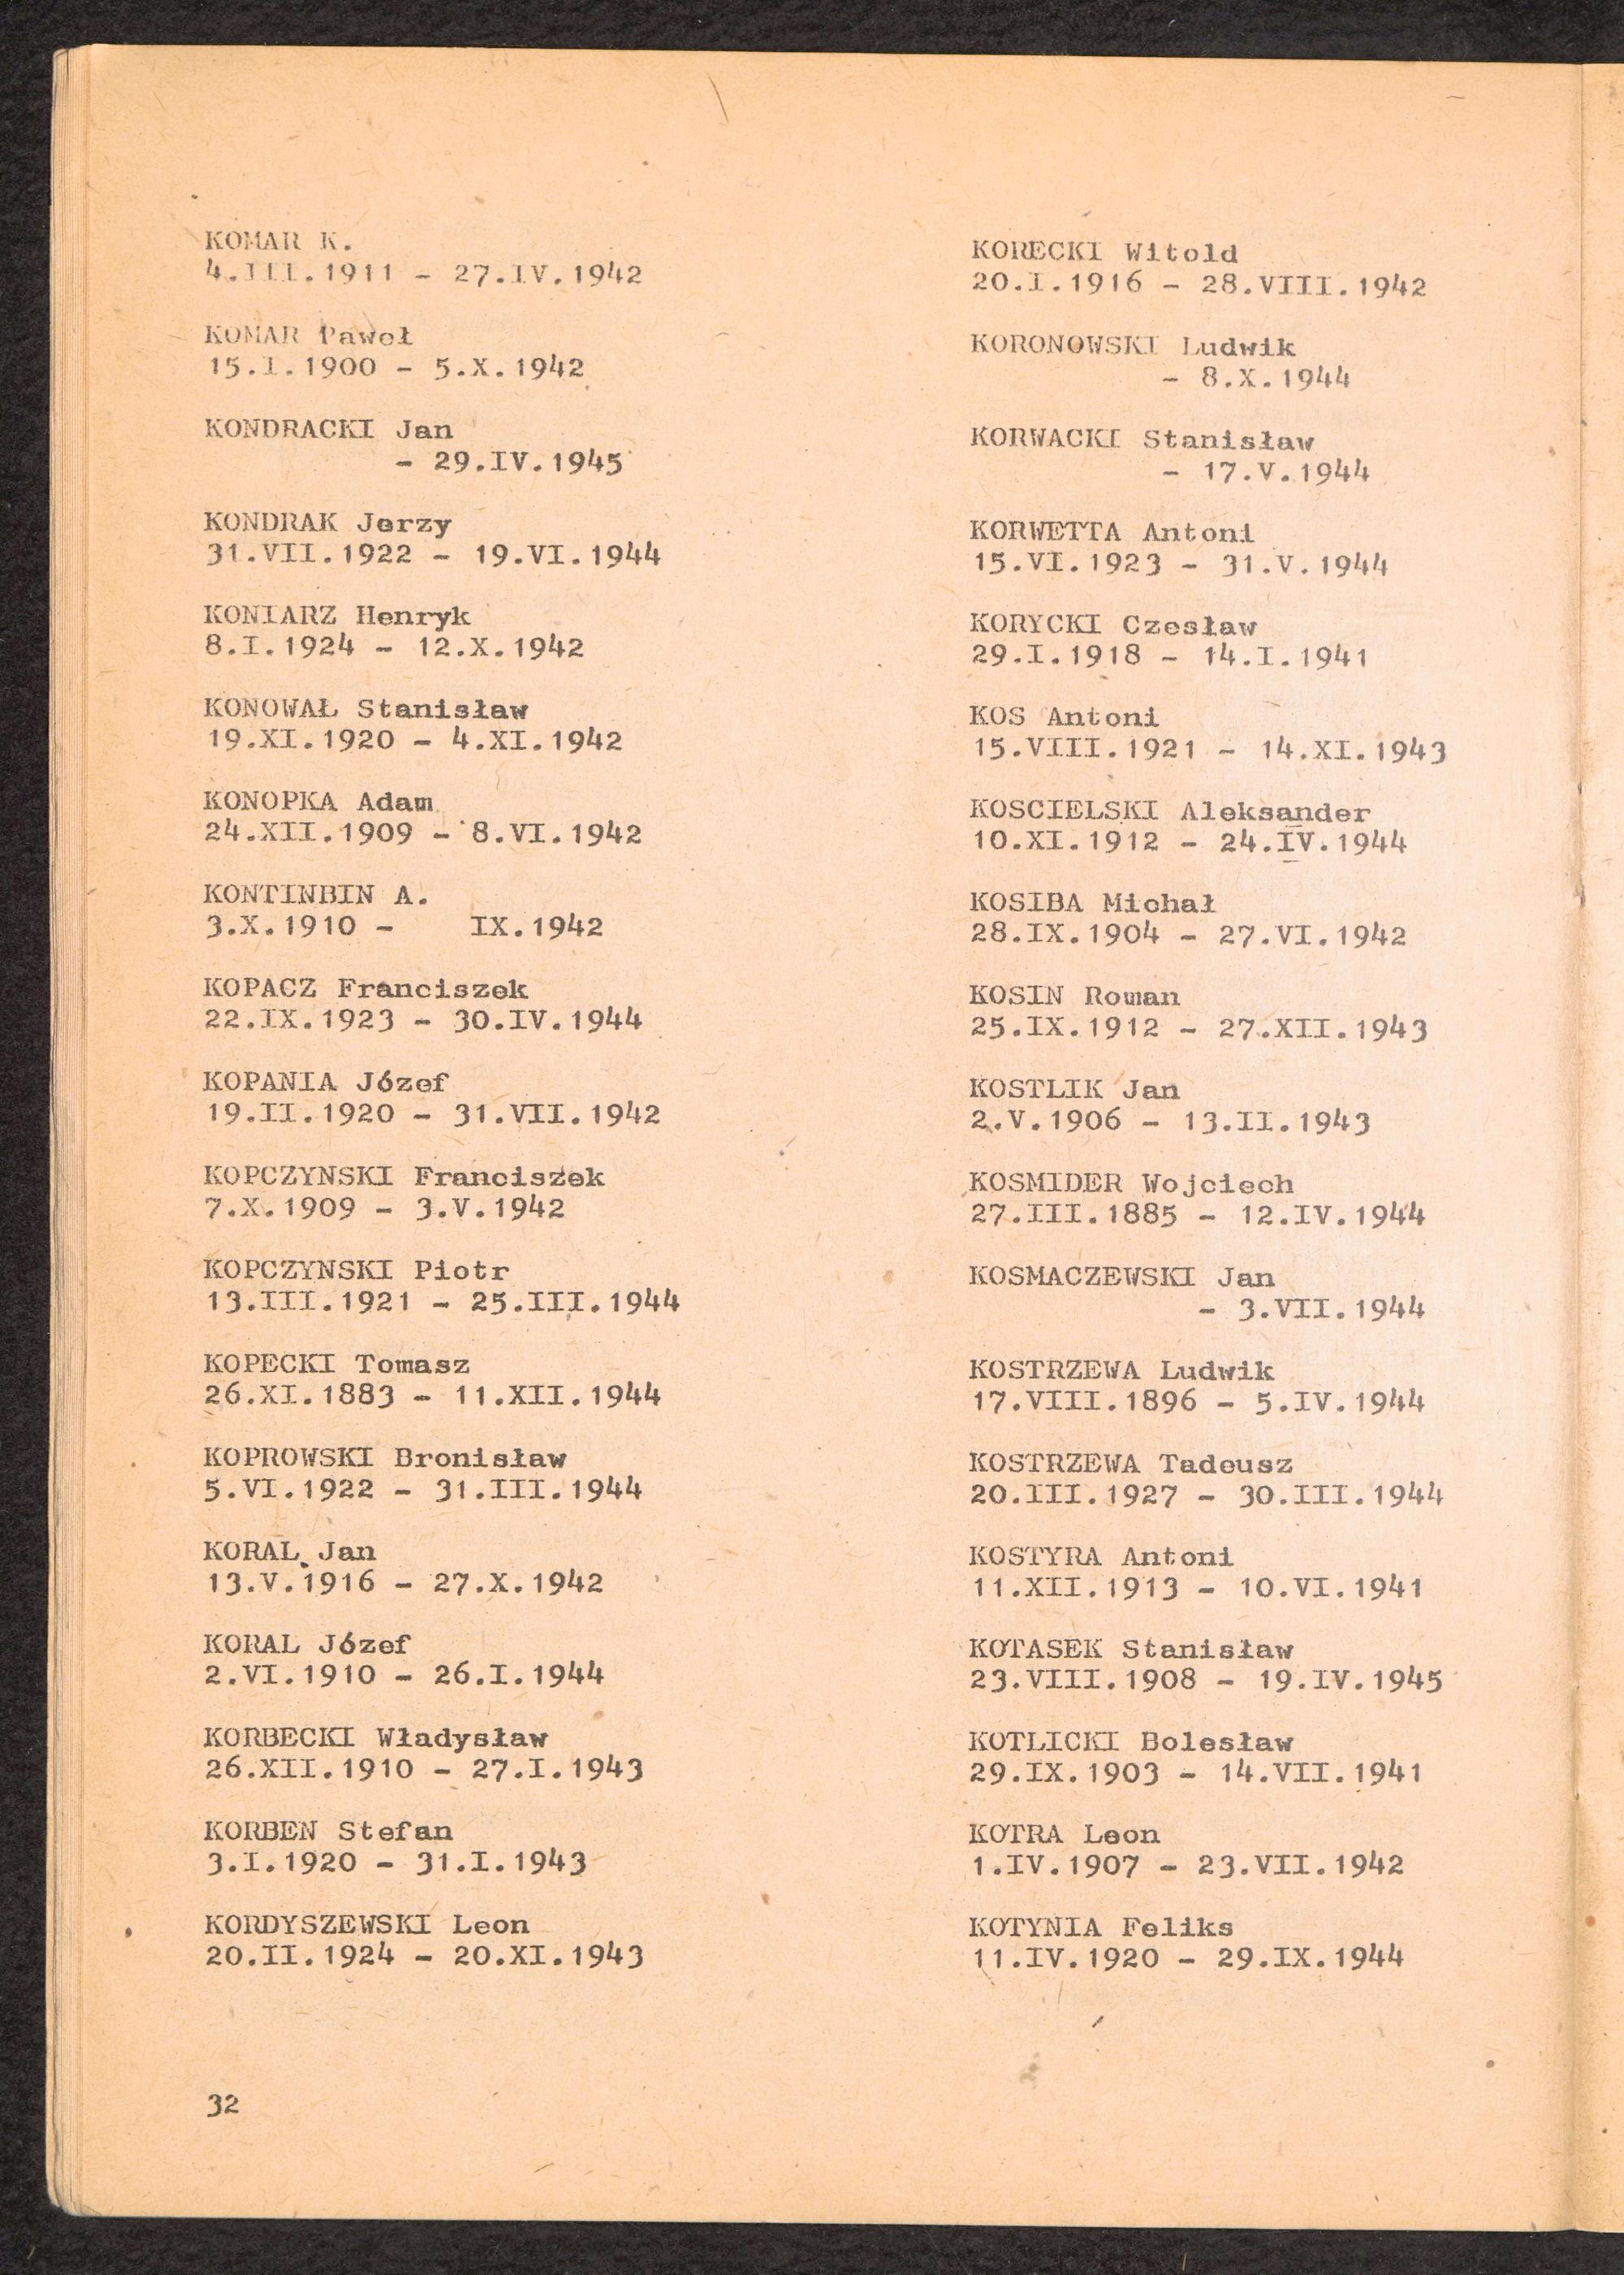 KOMAR K.
4.III.1911 - 27.IV.1942
KOMAR Paweł
15.I.1900 - 5.X.1942
KONDRACKI Jan
- 29.IV.1945
KONDRAK Jerzy
31.VII.1922 - 19.VI.1944
KONIARZ Henryk
8.I.1924 - 12.X.1942
KONOWAŁ Stanisław
19.XI.1920 - 4.XI.1942
KONOPKA Adam
24.XII.1909 - 8.VI.1942
KONTINBIN A.
3.X.1910 - IX.1942
KOPACZ Franciszek
22.IX.1923 - 30.IV.1944
KOPANIA Józef
19.II.1920 - 31.VII.1942
KOPCZYNSKI Franciszek
7.X.1909 - 3.V.1942
KOPCZYNSKI Piotr
13.III.1921 - 25.III.1944
KOPECKI Tomasz
26.XI.1883 - 11.XII.1944
KOPROWSKI Bronisław
5.VI.1922 - 31.III.1944
KORAL Jan
13.V.1916 - 27.X.1942
KORAL Józef
2.VI.1910 - 26.I.1944
KORBECKI Władysław
26.XII.1910 - 27.I.1943
KORBEN Stefan
3.I.1920 - 31.I.1943
KORDYSZEWSKI Leon
20.II.1924 - 20.XI.1943
KORECKI Witold
20.I.1916 - 28.VIII.1942
KORONOWSKI Ludwik
- 8.X.1944
KORWACKI Stanisław
- 17.V.1944
KORWETTA Antoni
15.VI.1923 - 31.V.1944
KORYCKI Czesław
29.I.1918 - 14.I.1941
KOS Antoni
15.VIII.1921 - 14.XI.1943
KOSCIELSKI Aleksander
10.XI.1912 - 24.IV.1944
KOSIBA Michał
28.IX.1904 - 27.VI.1942
KOSIN Roman
25.IX.1912 - 27.XII.1943
KOSTLIK Jan
2.V.1906 - 13.II.1943
KOSMIDER Wojciech
27.III.1885 - 12.IV.1944
KOSMACZEWSKI Jan
- 3.VII.1944
KOSTRZEWA Ludwik
17.VIII.1896 - 5.IV.1944
KOSTRZEWA Tadeusz
20.III.1927 - 30.III.1944
KOSTYRA Antoni
11.XII.1913 - 10.VI.1941
KOTASEK Stanisław
23.VIII.1908 - 19.IV.1945
KOTLICKI Bolesław
29.IX.1903 - 14.VII.1941
KOTRA Leon
1.IV.1907 - 23.VII.1942
KOTYNIA Feliks
11.IV.1920 - 29.IX.1944
32